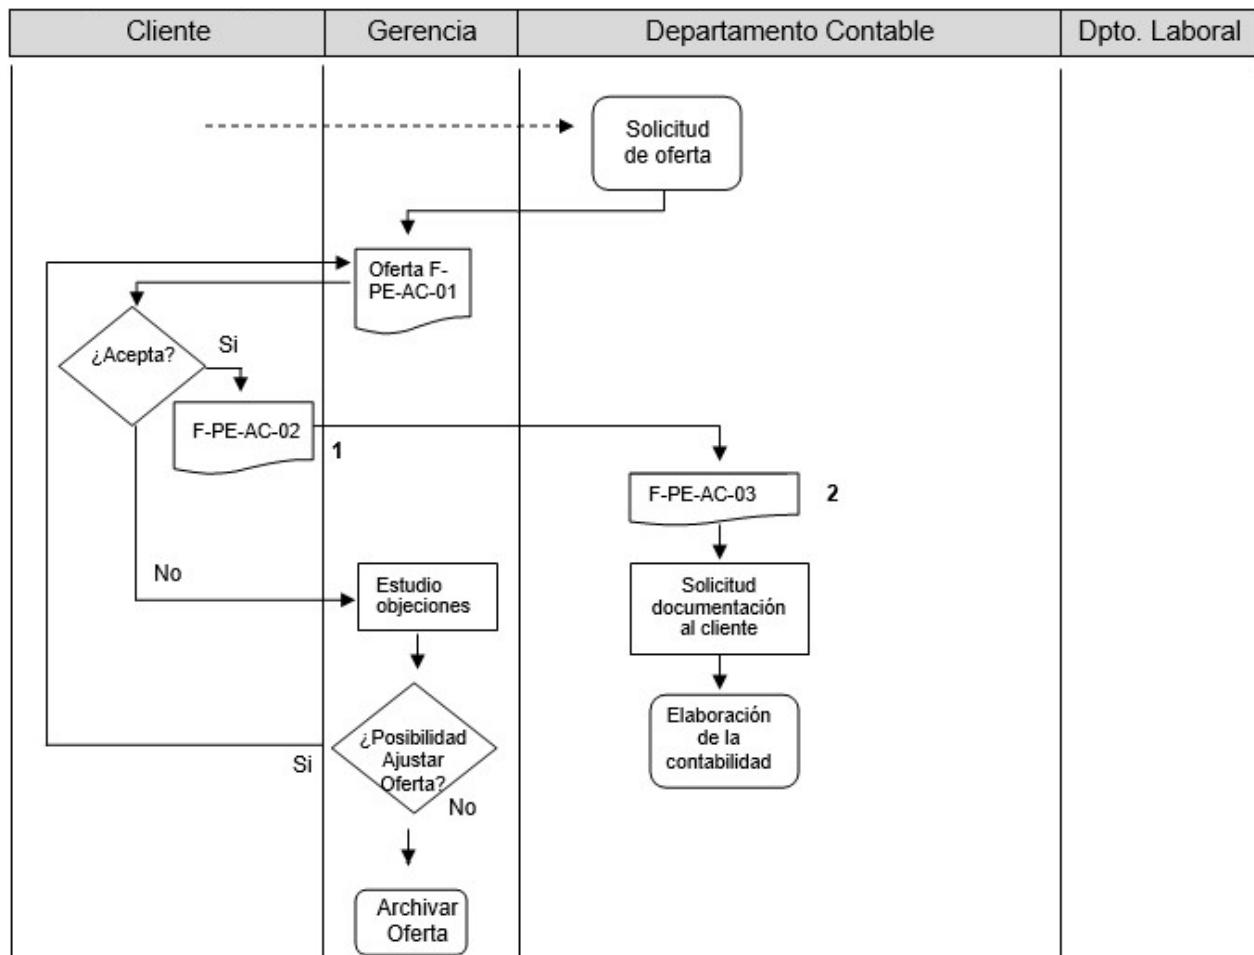 Cliente
Gerencia
Departamento Contable
Dpto. Laboral
Solicitud
de oferta
Oferta F-
PE-AC-01
¿Acepta?
Si
F-PE-AC-02
1
F-PE-AC-03
2
No
Estudio
objeciones
Solicitud
documentación
al cliente
¿Posibilidad
Ajustar
Oferta?
Si
No
Elaboración
de la
contabilidad
Archivar
Oferta